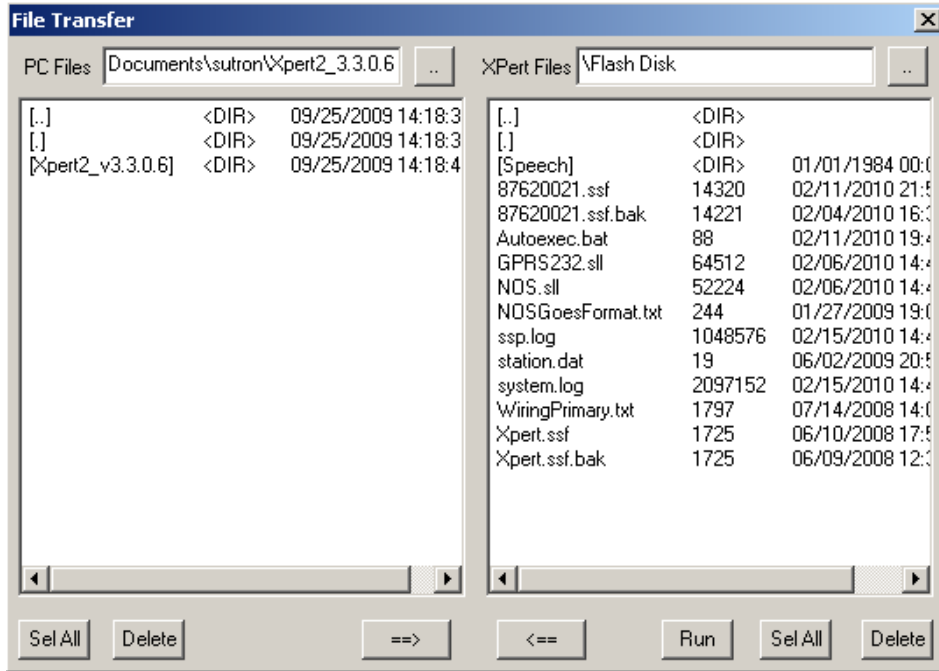 File Transfer
PC Files Documents\sutron\Xpert2_3.3.0.6 ..
[..] <DIR> 09/25/2009 14:18:3
[.] <DIR> 09/25/2009 14:18:3
[Xpert2_v3.3.0.6] <DIR> 09/25/2009 14:18:4
Sel All Delete ==>
XPert Files \Flash Disk ..
[..] <DIR>
[.] <DIR>
[Speech] <DIR> 01/01/1984 00:0
87620021.ssf 14320 02/11/2010 21:5
87620021.ssf.bak 14221 02/04/2010 16:3
Autoexec.bat 88 02/11/2010 19:4
GPRS232.sll 64512 02/06/2010 14:4
NOS.sll 52224 02/06/2010 14:4
NOSGoesFormat.txt 244 01/27/2009 19:0
ssp.log 1048576 02/15/2010 14:4
station.dat 19 06/02/2009 20:5
system.log 2097152 02/15/2010 14:4
WiringPrimary.txt 1797 07/14/2008 14:0
Xpert.ssf 1725 06/10/2008 17:5
Xpert.ssf.bak 1725 06/09/2008 12:3
<== Run Sel All Delete